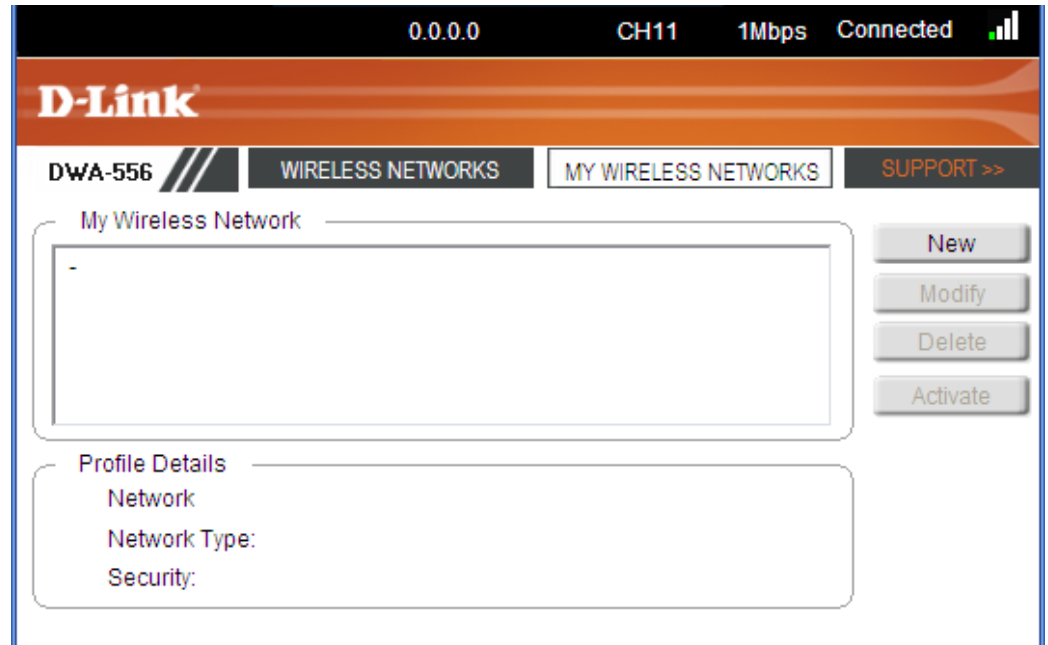 0.0.0.0 CH11 1Mbps Connected
D-Link
DWA-556 WIRELESS NETWORKS MY WIRELESS NETWORKS SUPPORT >>
My Wireless Network
-
New
Modify
Delete
Activate
Profile Details
Network
Network Type:
Security: